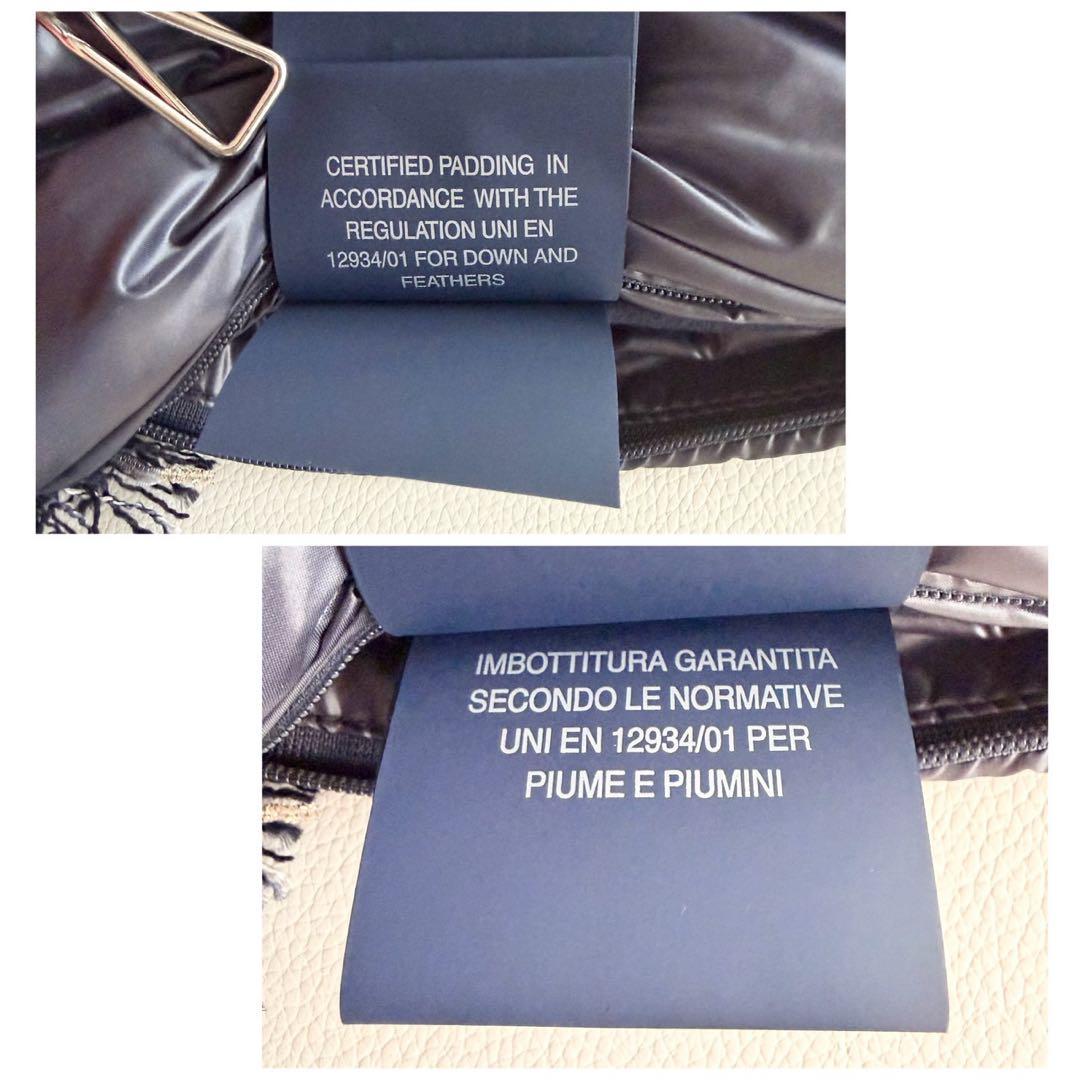 CERTIFIED PADDING IN
ACCORDANCE WITH THE
REGULATION UNI EN
12934/01 FOR DOWN AND
FEATHERS
IMBOTTITURA GARANTITA
SECONDO LE NORMATIVE
UNI EN 12934/01 PER
PIUME E PIUMINI